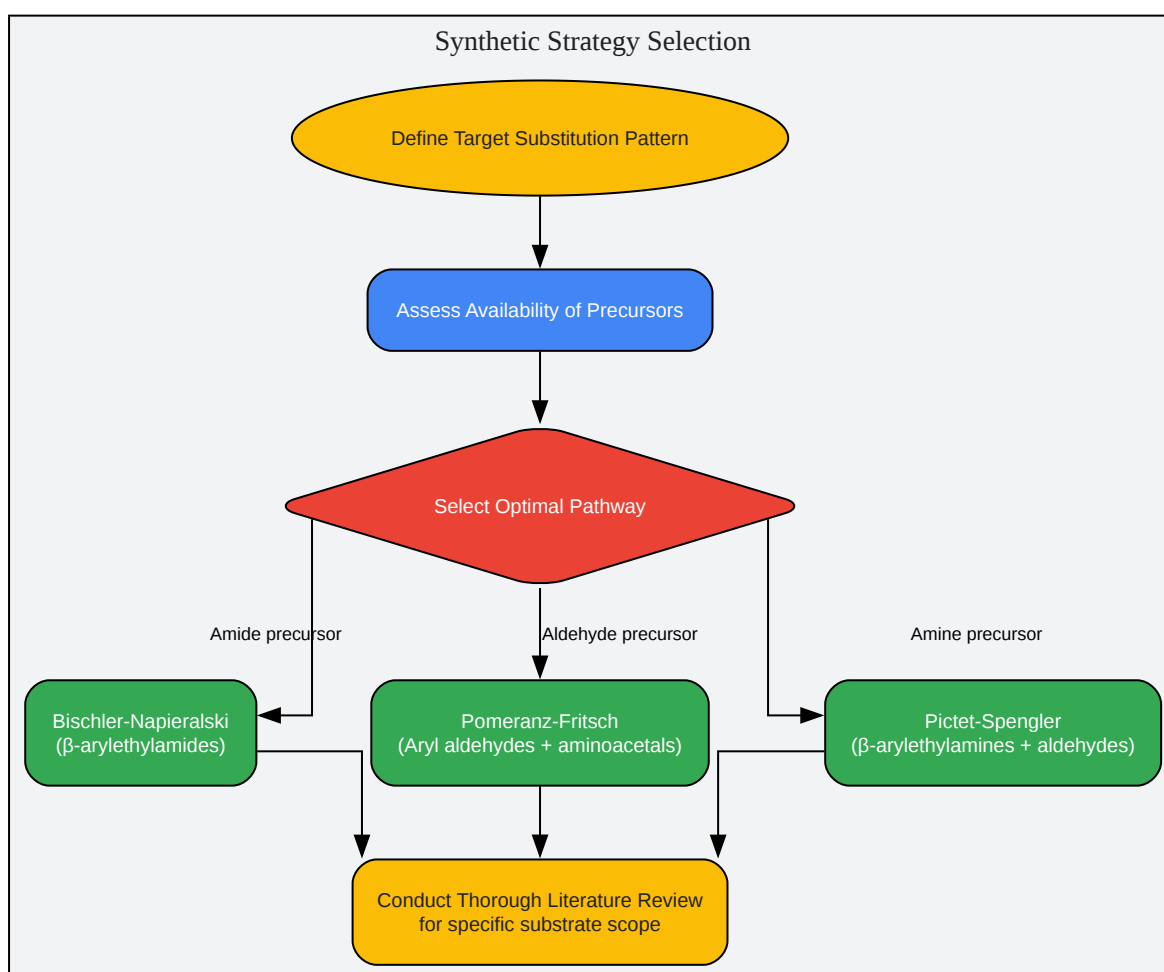 Synthetic Strategy Selection
Define Target Substitution Pattern
Assess Availability of Precursors
Select Optimal Pathway
Amide precursor
Aldehyde precursor
Amine precursor
Bischler-Napieralski
(β-arylethylamides)
Pomeranz-Fritsch
(Aryl aldehydes + aminoacetals)
Pictet-Spengler
(β-arylethylamines + aldehydes)
Conduct Thorough Literature Review
for specific substrate scope